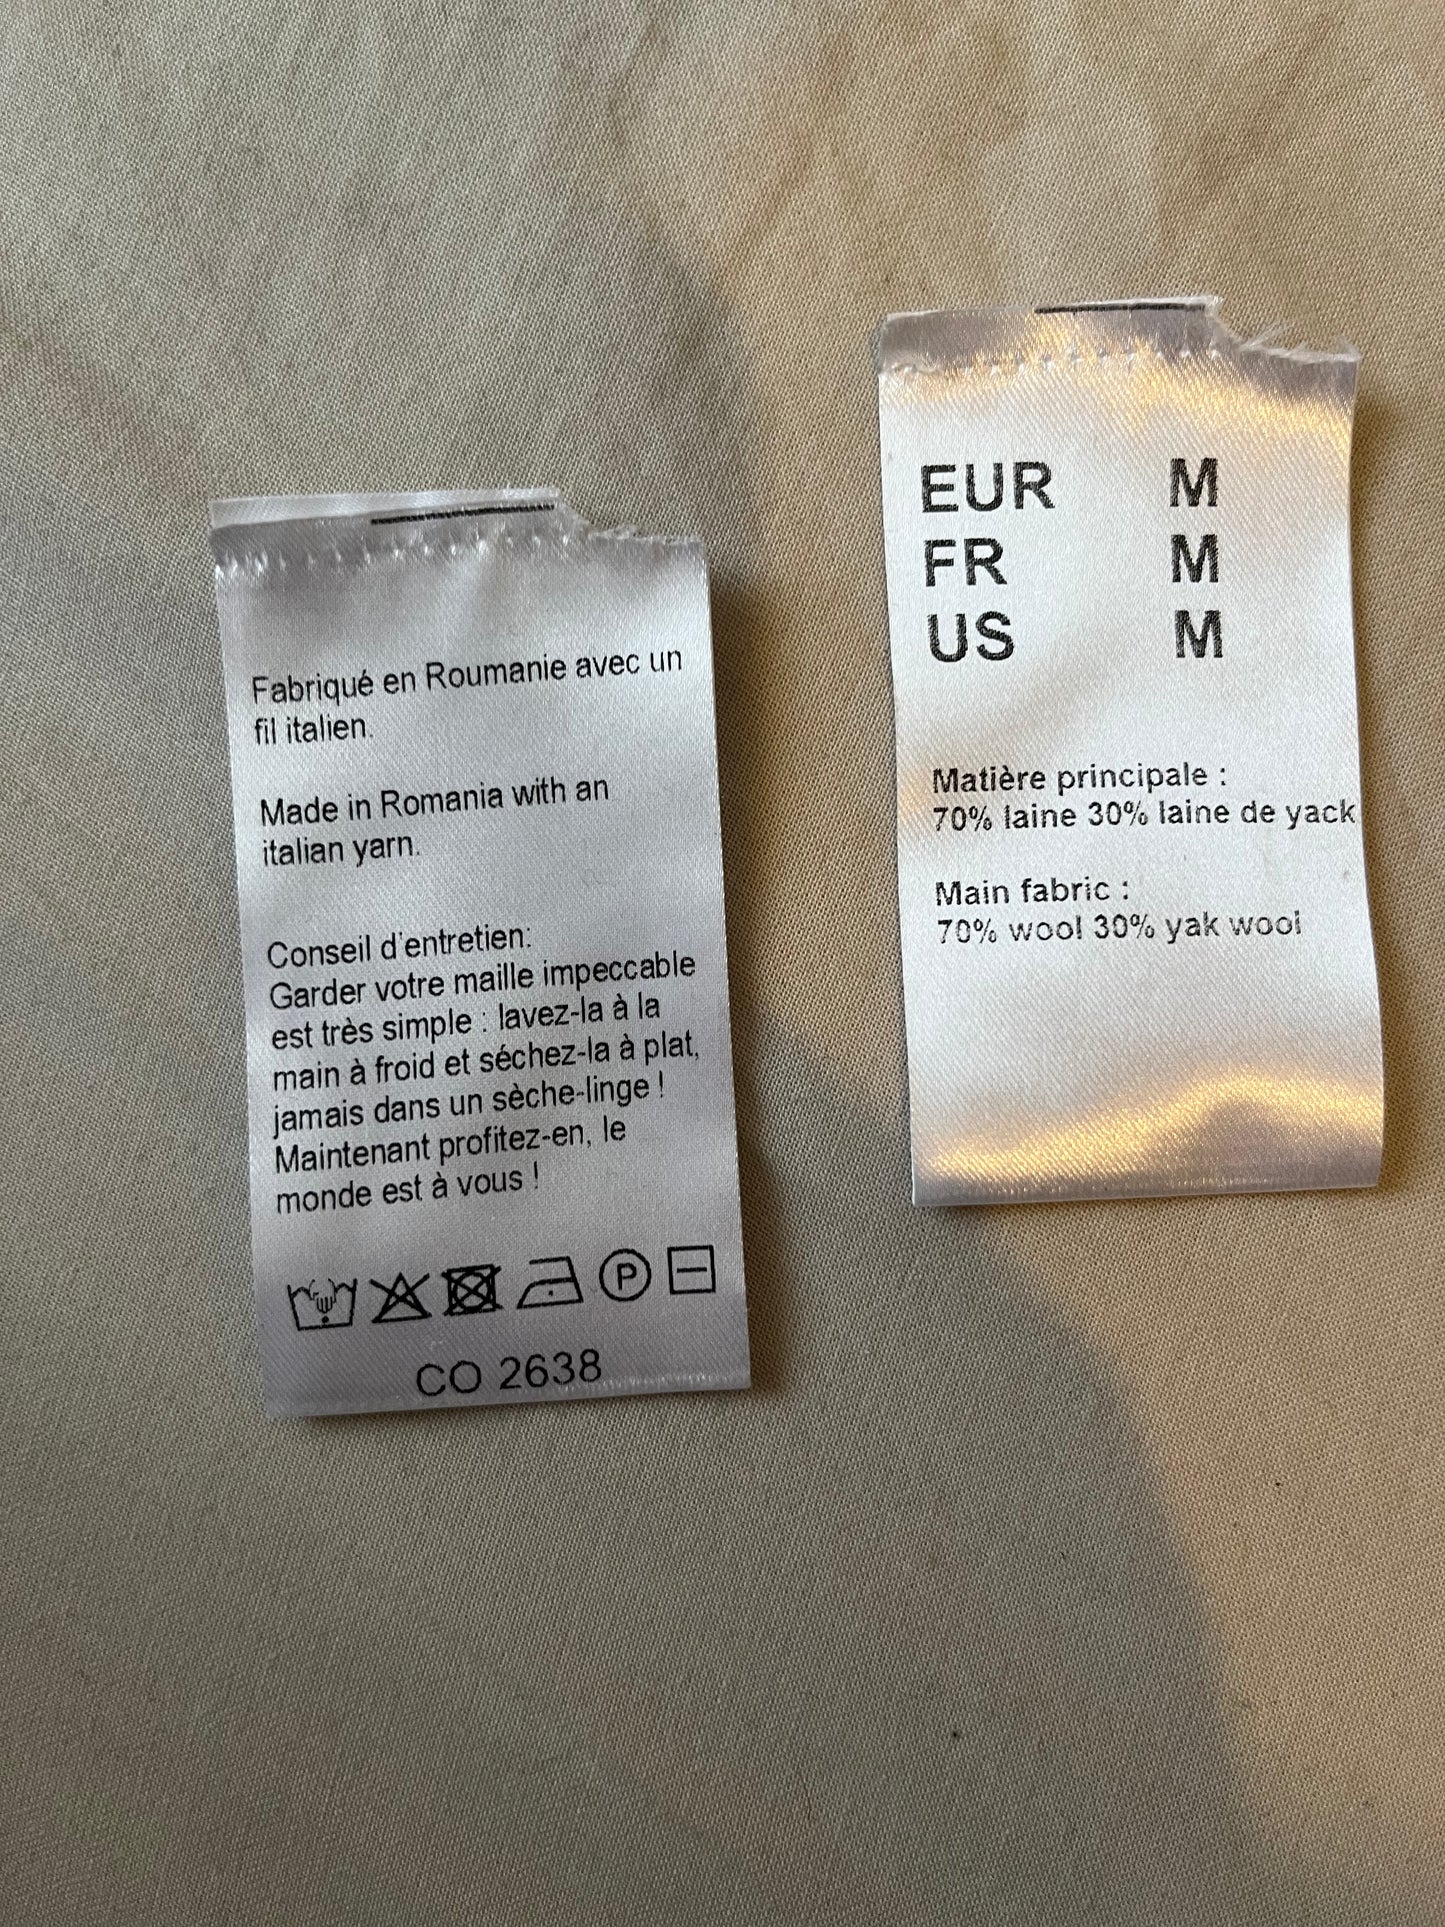 Fabriqué en Roumanie avec un
fil italien.
Made in Romania with an
italian yarn.
Conseil d'entretien:
Garder votre maille impeccable
est très simple : lavez-la à la
main à froid et séchez-la à plat,
jamais dans un sèche-linge !
Maintenant profitez-en, le
monde est à vous !
P
CO 2638
EUR M
FR M
US M
Matière principale :
70% laine 30% laine de yack
Main fabric :
70% wool 30% yak wool